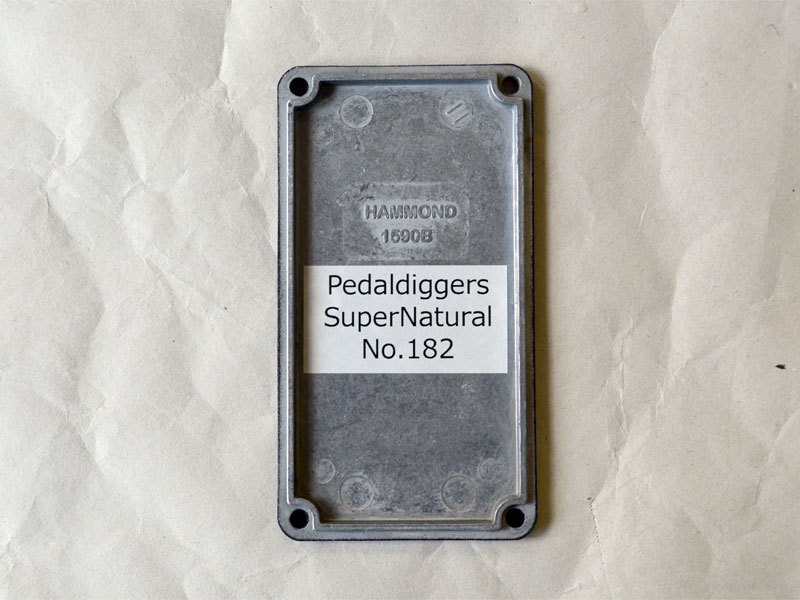 HAMMOND
1590B
Pedaldiggers
SuperNatural
No.182